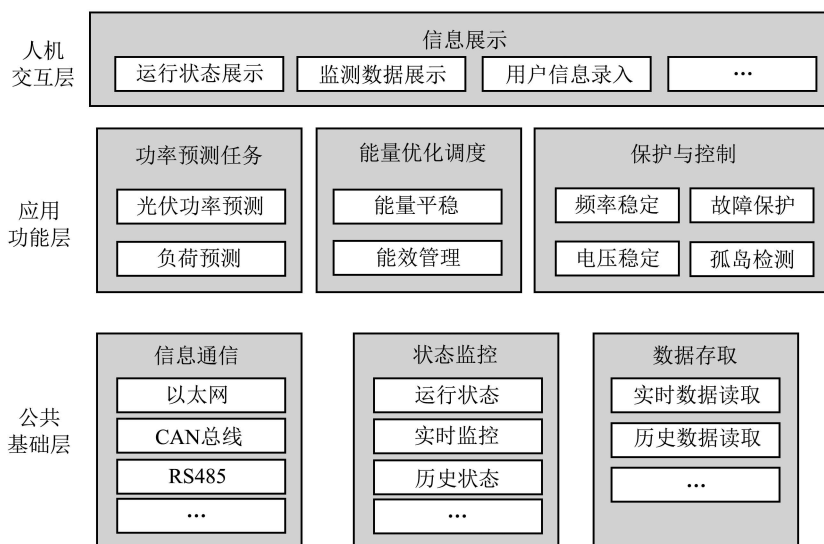 人机
交互层
信息展示
运行状态展示
监测数据展示
用户信息录入
…
应用
功能层
功率预测任务
光伏功率预测
负荷预测
能量优化调度
能量平稳
能效管理
保护与控制
频率稳定
故障保护
电压稳定
孤岛检测
公共
基础层
信息通信
以太网
CAN总线
RS485
…
状态监控
运行状态
实时监控
历史状态
…
数据存取
实时数据读取
历史数据读取
…